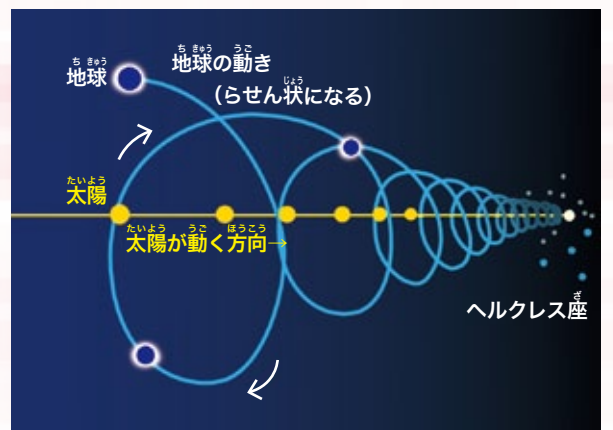 ちきゅう
地球
ちきゅう うご
地球の動き
じょう
(らせん状になる)
たいよう
太陽
たいよう うご ほうこう
太陽が動く方向→
ざ
ヘルクレス座